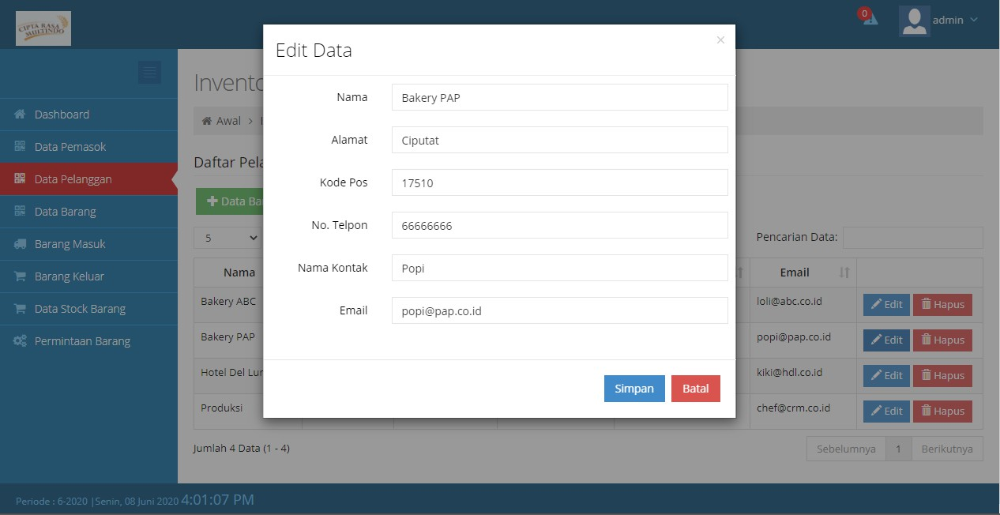 CIPTA RASA
MULTINDO
0
admin
Edit Data
×
Nama
Bakery PAP
Alamat
Ciputat
Kode Pos
17510
No. Telpon
66666666
Nama Kontak
Popi
Email
popi@pap.co.id
Simpan
Batal
Dashboard
Data Pemasok
Data Pelanggan
Data Barang
Barang Masuk
Barang Keluar
Data Stock Barang
Permintaan Barang
Awal >
Daftar
5
Pencarian Data:
Nama
Email
Bakery ABC
loli@abc.co.id
Edit
Hapus
Bakery PAP
popi@pap.co.id
Edit
Hapus
Hotel Del
kiki@hdl.co.id
Edit
Hapus
Produksi
chef@crm.co.id
Edit
Hapus
Jumlah 4 Data (1 - 4)
Sebelumnya
1
Berikutnya
Periode : 6-2020 |Senin, 08 Juni 2020 4:01:07 PM